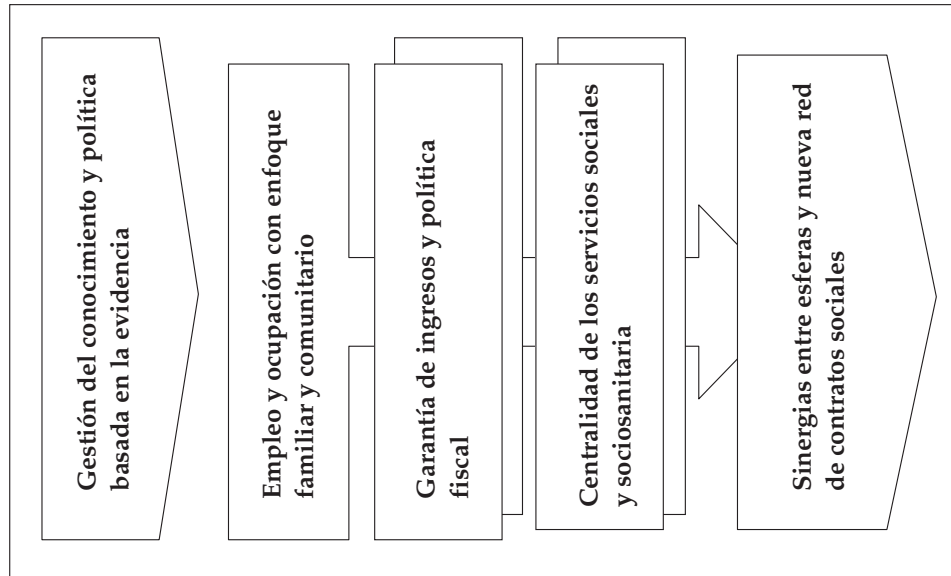 Gestión del conocimiento y política
basada en la evidencia
Empleo y ocupación con enfoque
familiar y comunitario
Garantía de ingresos y política
fiscal
Centralidad de los servicios sociales
y sociosanitaria
Sinergias entre esferas y nueva red
de contratos sociales